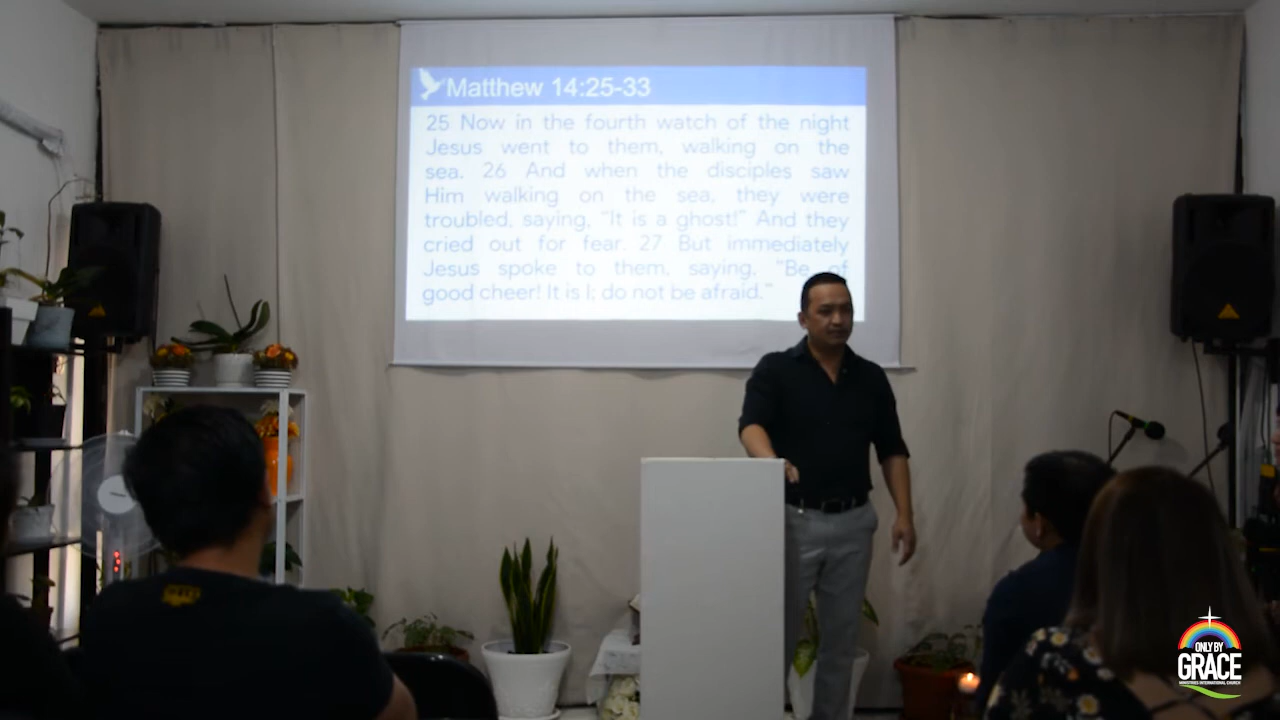 Matthew 14:25-33
25 Now in the fourth watch of the night
Jesus went to them, walking on the
sea. 26 And when the disciples saw
Him walking on the sea, they were
troubled, saying, "It is a ghost!" And they
cried out for fear. 27 But immediately
Jesus spoke to them, saying, "Be of
good cheer! It is I; do not be afraid."
ONLY BY
GRACE
MINISTRIES INTERNATIONAL CHURCH